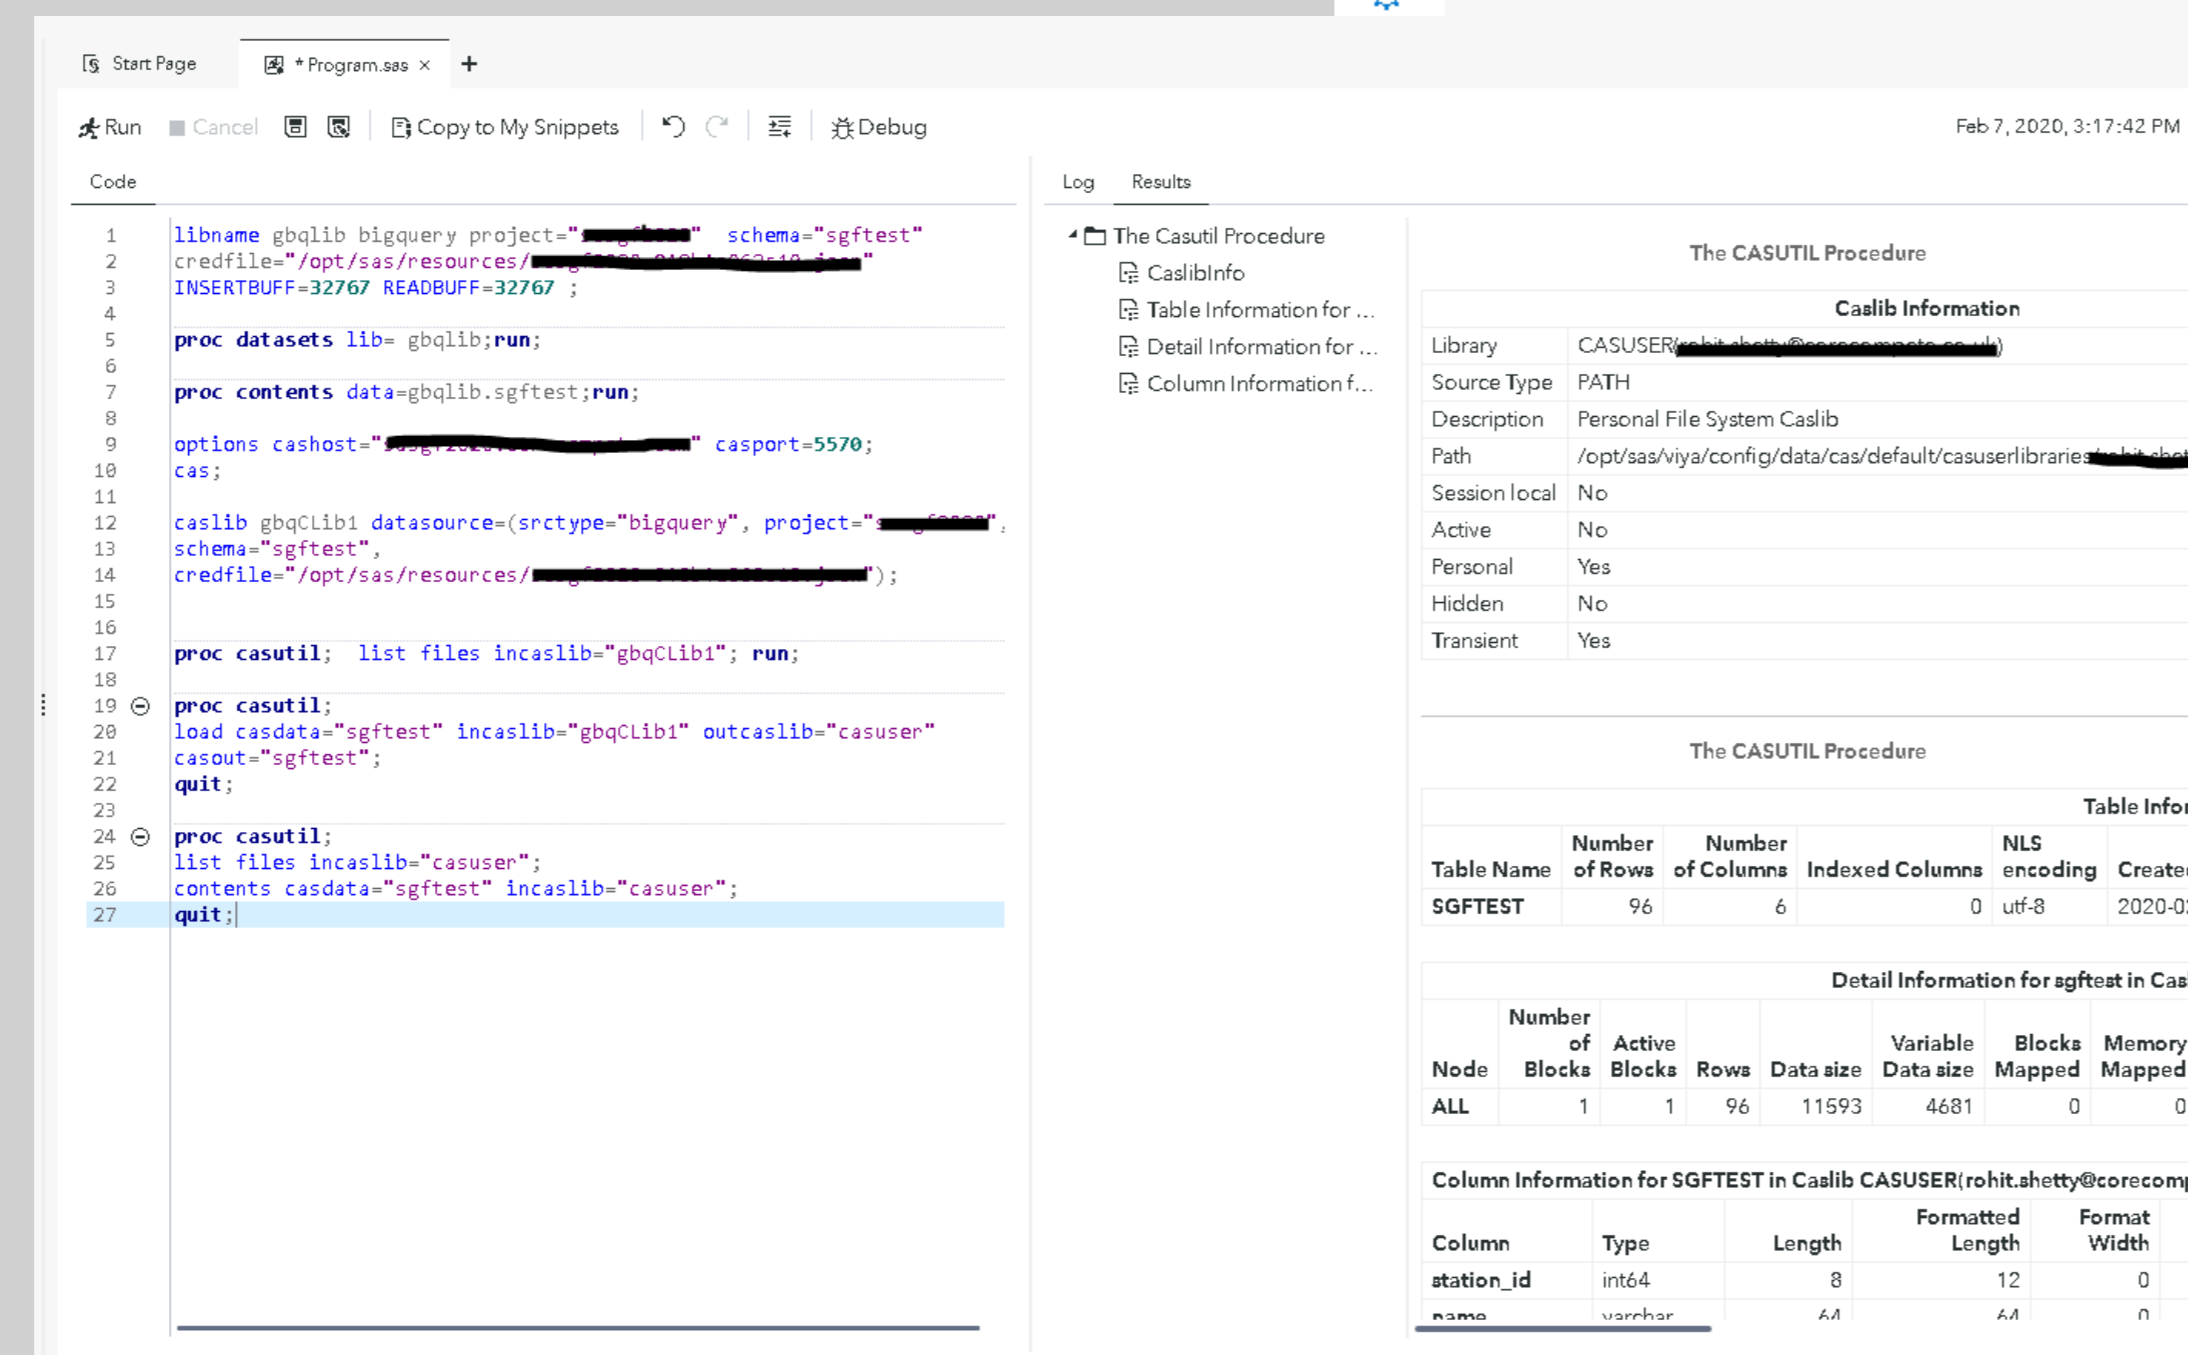 Start Page
* Program.sas × +
Run Cancel Copy to My Snippets Debug
Feb 7, 2020, 3:17:42 PM
Code
1 libname gbqlib bigquery project="" schema="sgftest"
2 credfile="/opt/sas/resources/"
3 INSERTBUFF=32767 READBUFF=32767 ;
4
5 proc datasets lib= gbqlib;run;
6
7 proc contents data=gbqlib.sgftest;run;
8
9 options cashost="" casport=5570;
10 cas;
11
12 caslib gbqCLib1 datasource=(srctype="bigquery", project="",
13 schema="sgftest",
14 credfile="/opt/sas/resources/");
15
16
17 proc casutil;  list files incaslib="gbqCLib1"; run;
18
19 proc casutil;
20 load casdata="sgftest" incaslib="gbqCLib1" outcaslib="casuser"
21 casout="sgftest";
22 quit;
23
24 proc casutil;
25 list files incaslib="casuser";
26 contents casdata="sgftest" incaslib="casuser";
27 quit;
Log Results
The Casutil Procedure
CaslibInfo
Table Information for ...
Detail Information for ...
Column Information f...
The CASUTIL Procedure
Caslib Information
Library CASUSER()
Source Type PATH
Description Personal File System Caslib
Path /opt/sas/viya/config/data/cas/default/casuserlibraries
Session local No
Active No
Personal Yes
Hidden No
Transient Yes
The CASUTIL Procedure
Table Infor
Table Name Number of Rows Number of Columns Indexed Columns NLS encoding Create
SGFTEST 96 6 0 utf-8 2020-0
Detail Information for sgftest in Cas
Node Number of Blocks Active Blocks Rows Data size Variable Data size Blocks Mapped Memory Mapped
ALL 1 1 96 11593 4681 0 0
Column Information for SGFTEST in Caslib CASUSER(rohit.shetty@corecomp
Column Type Length Formatted Length Format Width
station_id int64 8 12 0
name varchar 64 64 0